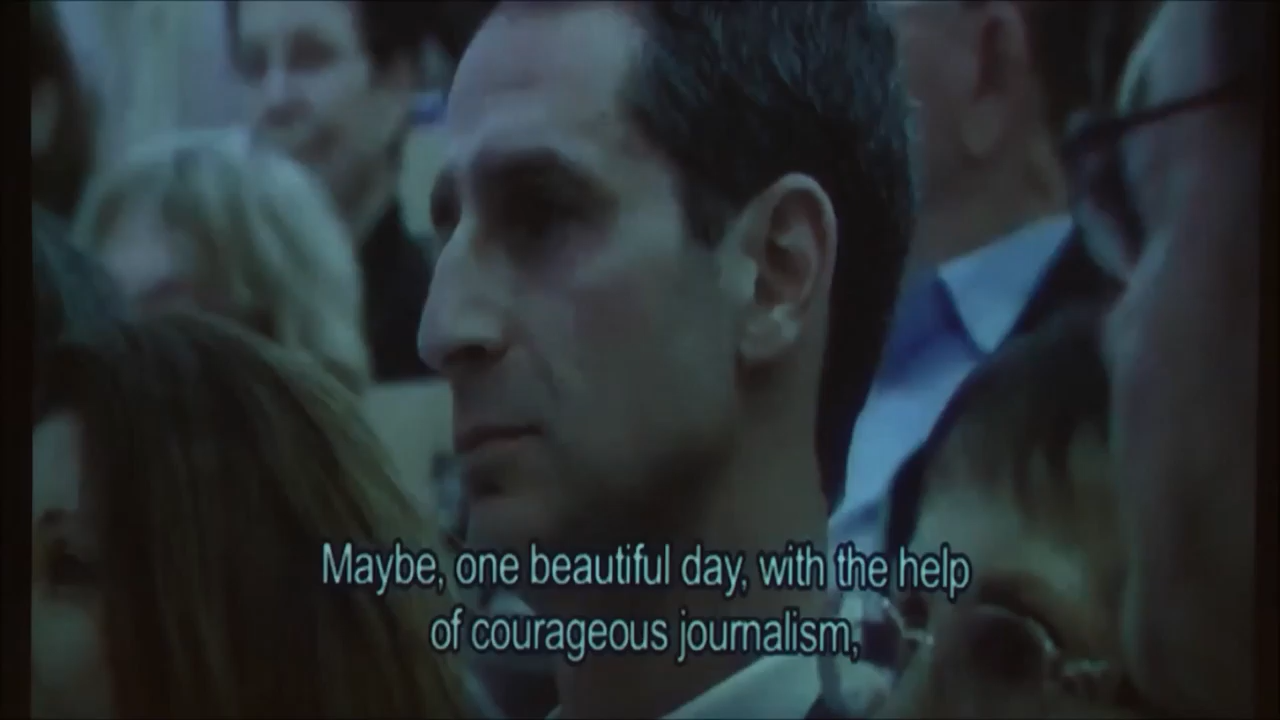 Maybe, one beautiful day, with the help
of courageous journalism,